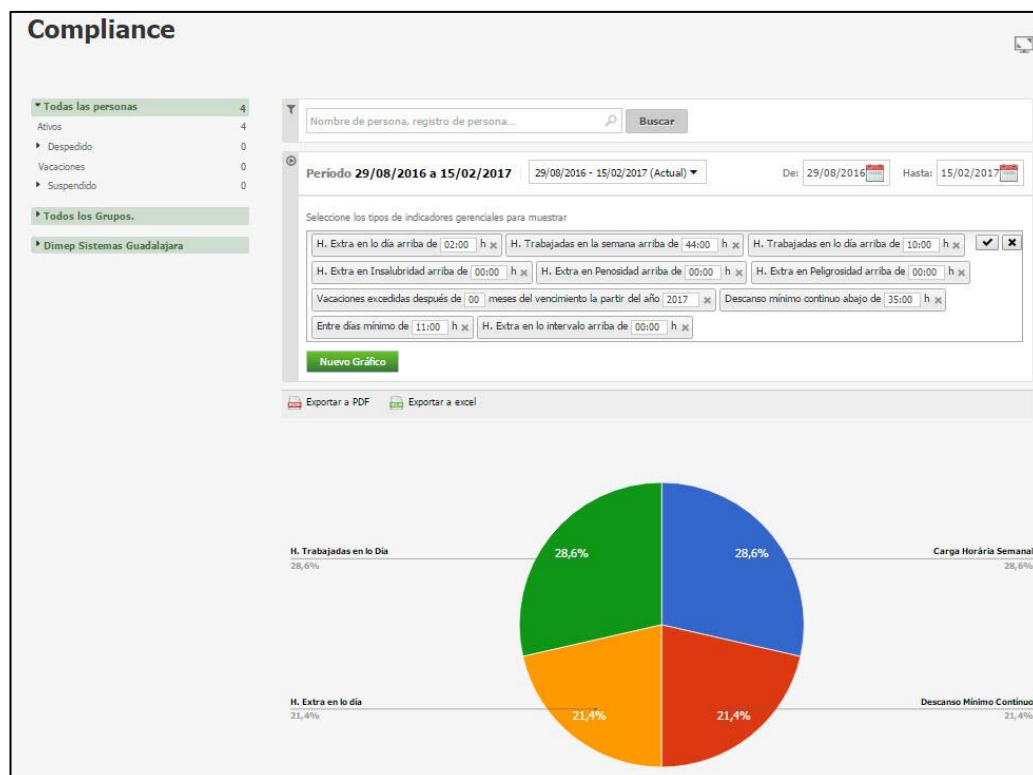 Compliance
Todas las personas 4
Ativos 4
Despedido 0
Vacaciones 0
Suspendido 0
Todos los Grupos.
Dimep Sistemas Guadalajara
Nombre de persona, registro de persona... Buscar
Período 29/08/2016 a 15/02/2017 29/08/2016 - 15/02/2017 (Actual) De: 29/08/2016 Hasta: 15/02/2017
Seleccione los tipos de indicadores gerenciales para mostrar
H. Extra en lo día arriba de 02:00 h H. Trabajadas en la semana arriba de 44:00 h H. Trabajadas en lo día arriba de 10:00 h
H. Extra en Insalubridad arriba de 00:00 h H. Extra en Penosidad arriba de 00:00 h H. Extra en Peligrosidad arriba de 00:00 h
Vacaciones excedidas después de 00 meses del vencimiento la partir del año 2017 Descanso mínimo continuo abajo de 35:00 h
Entre días mínimo de 11:00 h H. Extra en lo intervalo arriba de 00:00 h
Nuevo Gráfico
Exportar a PDF Exportar a excel
H. Trabajadas en lo Día 28,6% 28,6% Carga Horária Semanal
28,6% 28,6%
H. Extra en lo día Descanso Mínimo Continuo
21,4% 21,4% 21,4% 21,4%